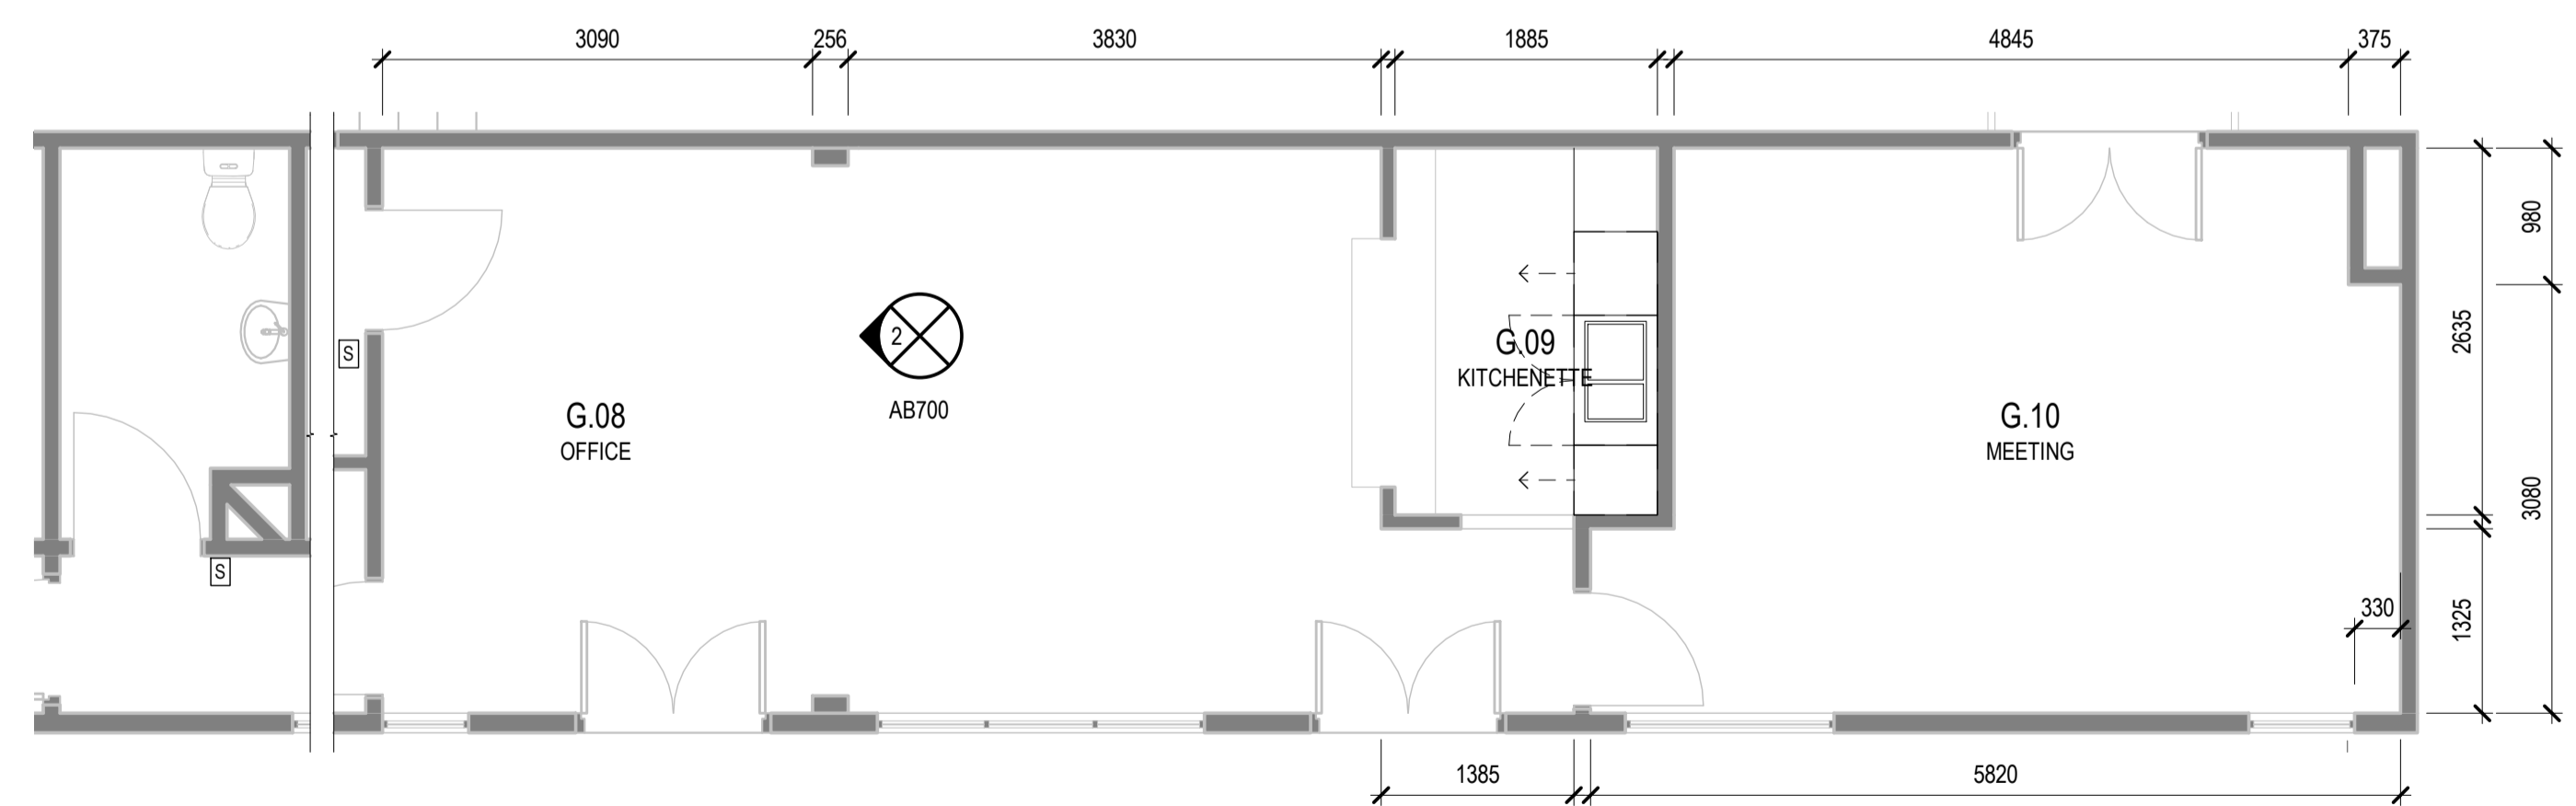 3090
256
3830
1885
4845
375
980
2635
3080
1325
330
S
S
2
AB700
G.08
OFFICE
G.09
KITCHENETTE
G.10
MEETING
1385
5820